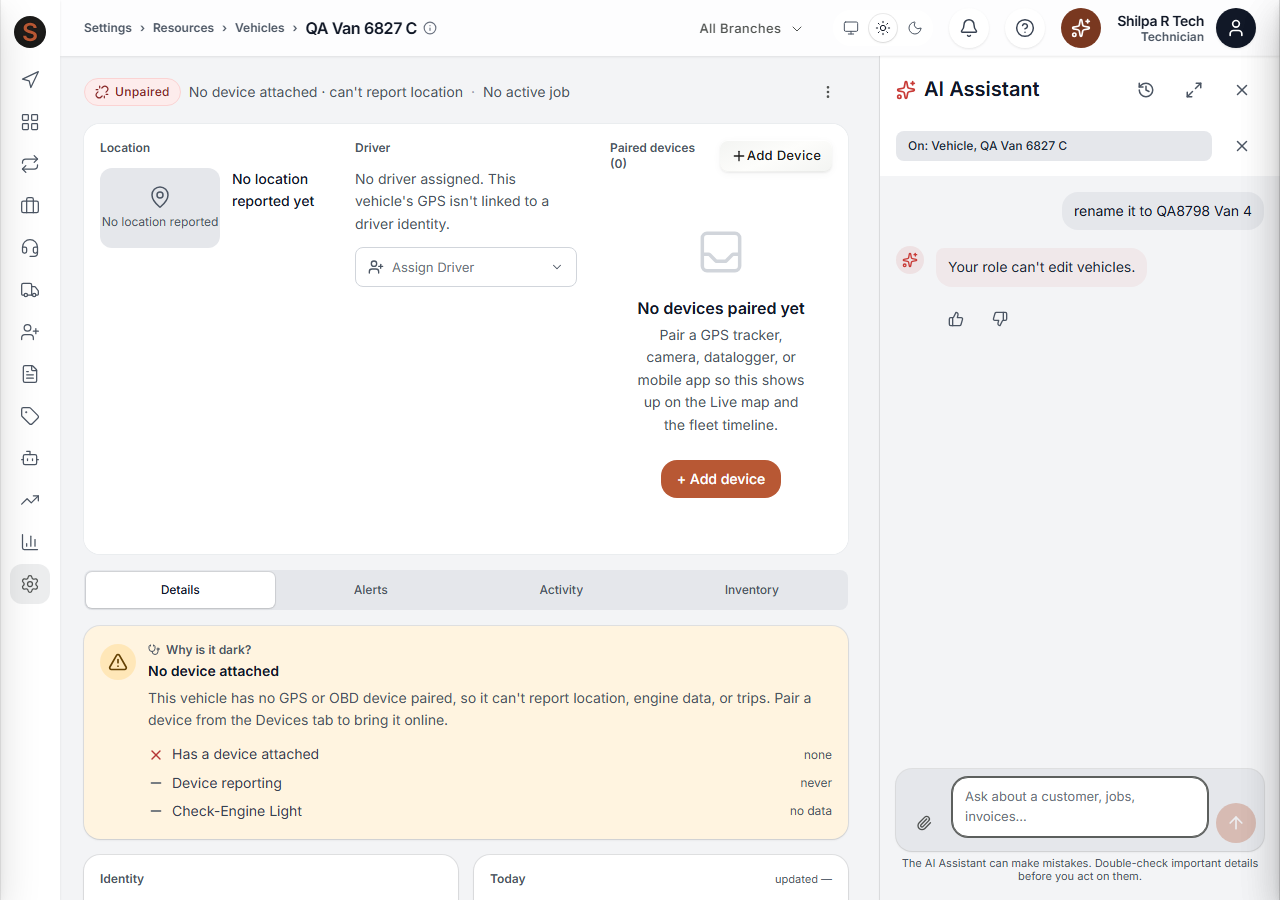 S
Settings › Resources › Vehicles › QA Van 6827 C
All Branches
Shilpa R Tech
Technician
Unpaired
No device attached · can't report location · No active job
Location
No location reported
No location
reported yet
Driver
No driver assigned. This
vehicle's GPS isn't linked to a
driver identity.
Assign Driver
Paired devices
(0)
Add Device
No devices paired yet
Pair a GPS tracker,
camera, datalogger, or
mobile app so this shows
up on the Live map and
the fleet timeline.
+ Add device
Details
Alerts
Activity
Inventory
Why is it dark?
No device attached
This vehicle has no GPS or OBD device paired, so it can't report location, engine data, or trips. Pair a
device from the Devices tab to bring it online.
Has a device attached none
Device reporting never
Check-Engine Light no data
Identity
Today updated —
AI Assistant
On: Vehicle, QA Van 6827 C
rename it to QA8798 Van 4
Your role can't edit vehicles.
Ask about a customer, jobs,
invoices...
The AI Assistant can make mistakes. Double-check important details
before you act on them.